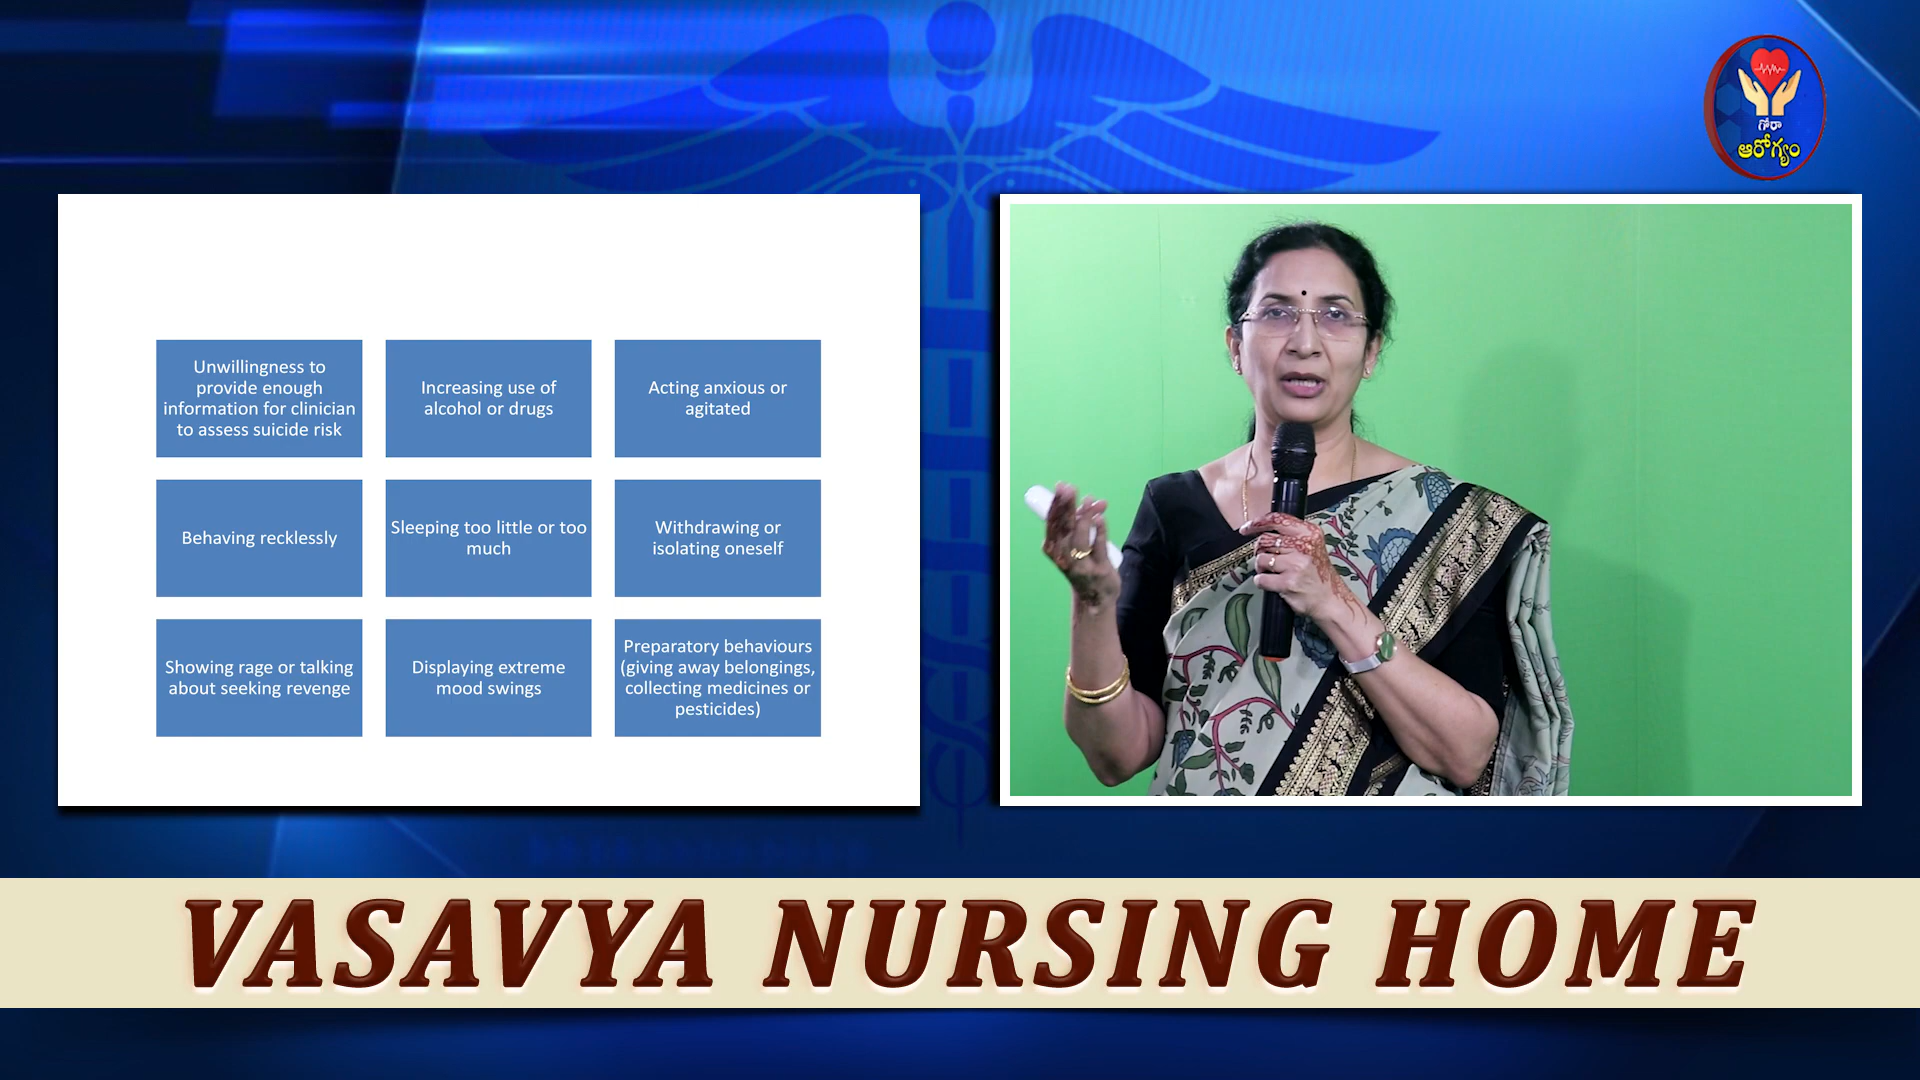 గోరా
ఆరోగ్యం
Unwillingness to
provide enough
information for clinician
to assess suicide risk
Increasing use of
alcohol or drugs
Acting anxious or
agitated
Behaving recklessly
Sleeping too little or too
much
Withdrawing or
isolating oneself
Showing rage or talking
about seeking revenge
Displaying extreme
mood swings
Preparatory behaviours
(giving away belongings,
collecting medicines or
pesticides)
VASAVYA NURSING HOME